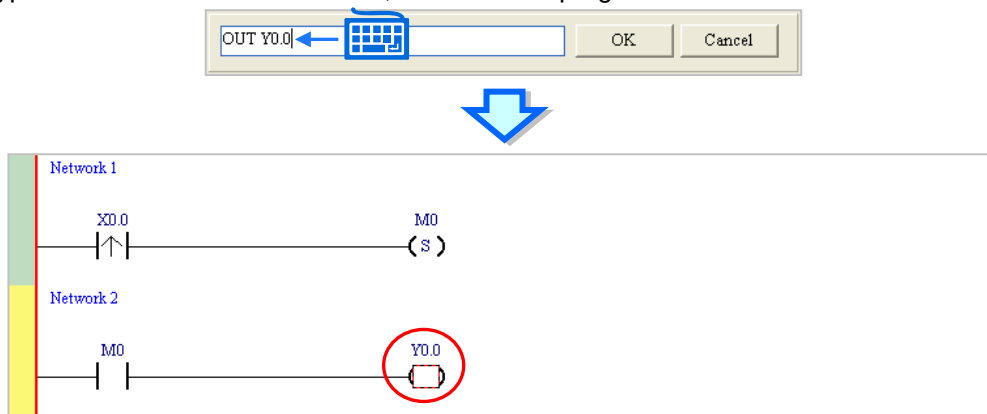 OUT Y0.0
OK
Cancel
Network 1
X0.0 M0
S
Network 2
M0 Y0.0